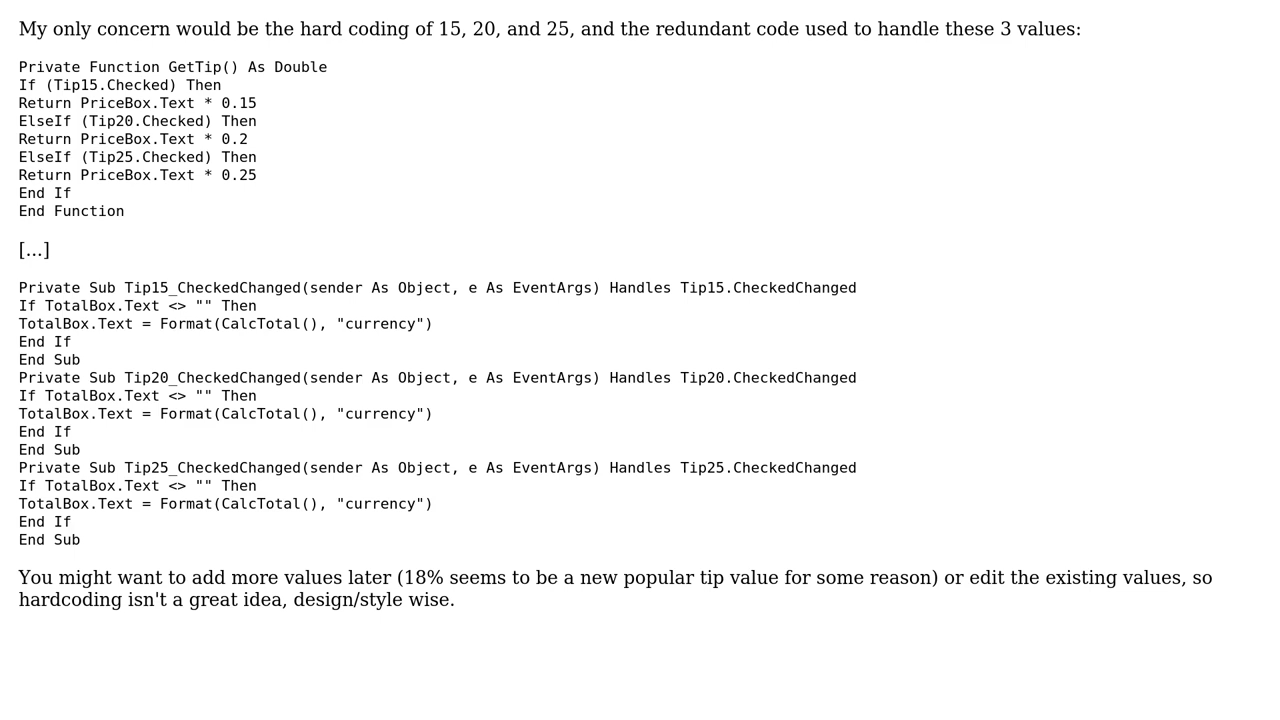 My only concern would be the hard coding of 15, 20, and 25, and the redundant code used to handle these 3 values:
Private Function GetTip() As Double
If (Tip15.Checked) Then
Return PriceBox.Text * 0.15
ElseIf (Tip20.Checked) Then
Return PriceBox.Text * 0.2
ElseIf (Tip25.Checked) Then
Return PriceBox.Text * 0.25
End If
End Function
[...]
Private Sub Tip15_CheckedChanged(sender As Object, e As EventArgs) Handles Tip15.CheckedChanged
If TotalBox.Text <> "" Then
TotalBox.Text = Format(CalcTotal(), "currency")
End If
End Sub
Private Sub Tip20_CheckedChanged(sender As Object, e As EventArgs) Handles Tip20.CheckedChanged
If TotalBox.Text <> "" Then
TotalBox.Text = Format(CalcTotal(), "currency")
End If
End Sub
Private Sub Tip25_CheckedChanged(sender As Object, e As EventArgs) Handles Tip25.CheckedChanged
If TotalBox.Text <> "" Then
TotalBox.Text = Format(CalcTotal(), "currency")
End If
End Sub
You might want to add more values later (18% seems to be a new popular tip value for some reason) or edit the existing values, so
hardcoding isn't a great idea, design/style wise.